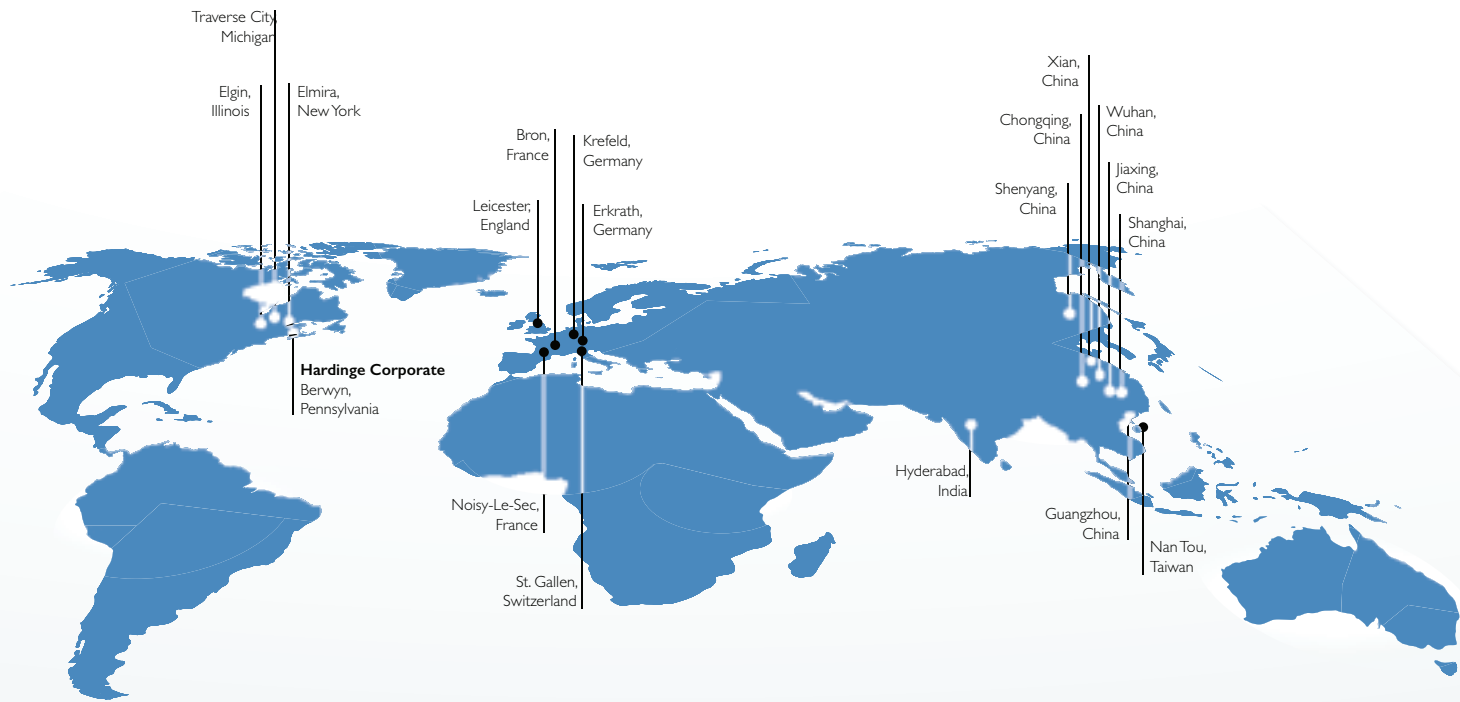 Traverse City,
Michigan
Elgin,
Illinois
Elmira,
New York
Hardinge Corporate
Berwyn,
Pennsylvania
Bron,
France
Krefeld,
Germany
Leicester,
England
Erkrath,
Germany
Noisy-Le-Sec,
France
St. Gallen,
Switzerland
Xian,
China
Chongqing,
China
Wuhan,
China
Jiaxing,
China
Shenyang,
China
Shanghai,
China
Hyderabad,
India
Guangzhou,
China
Nan Tou,
Taiwan